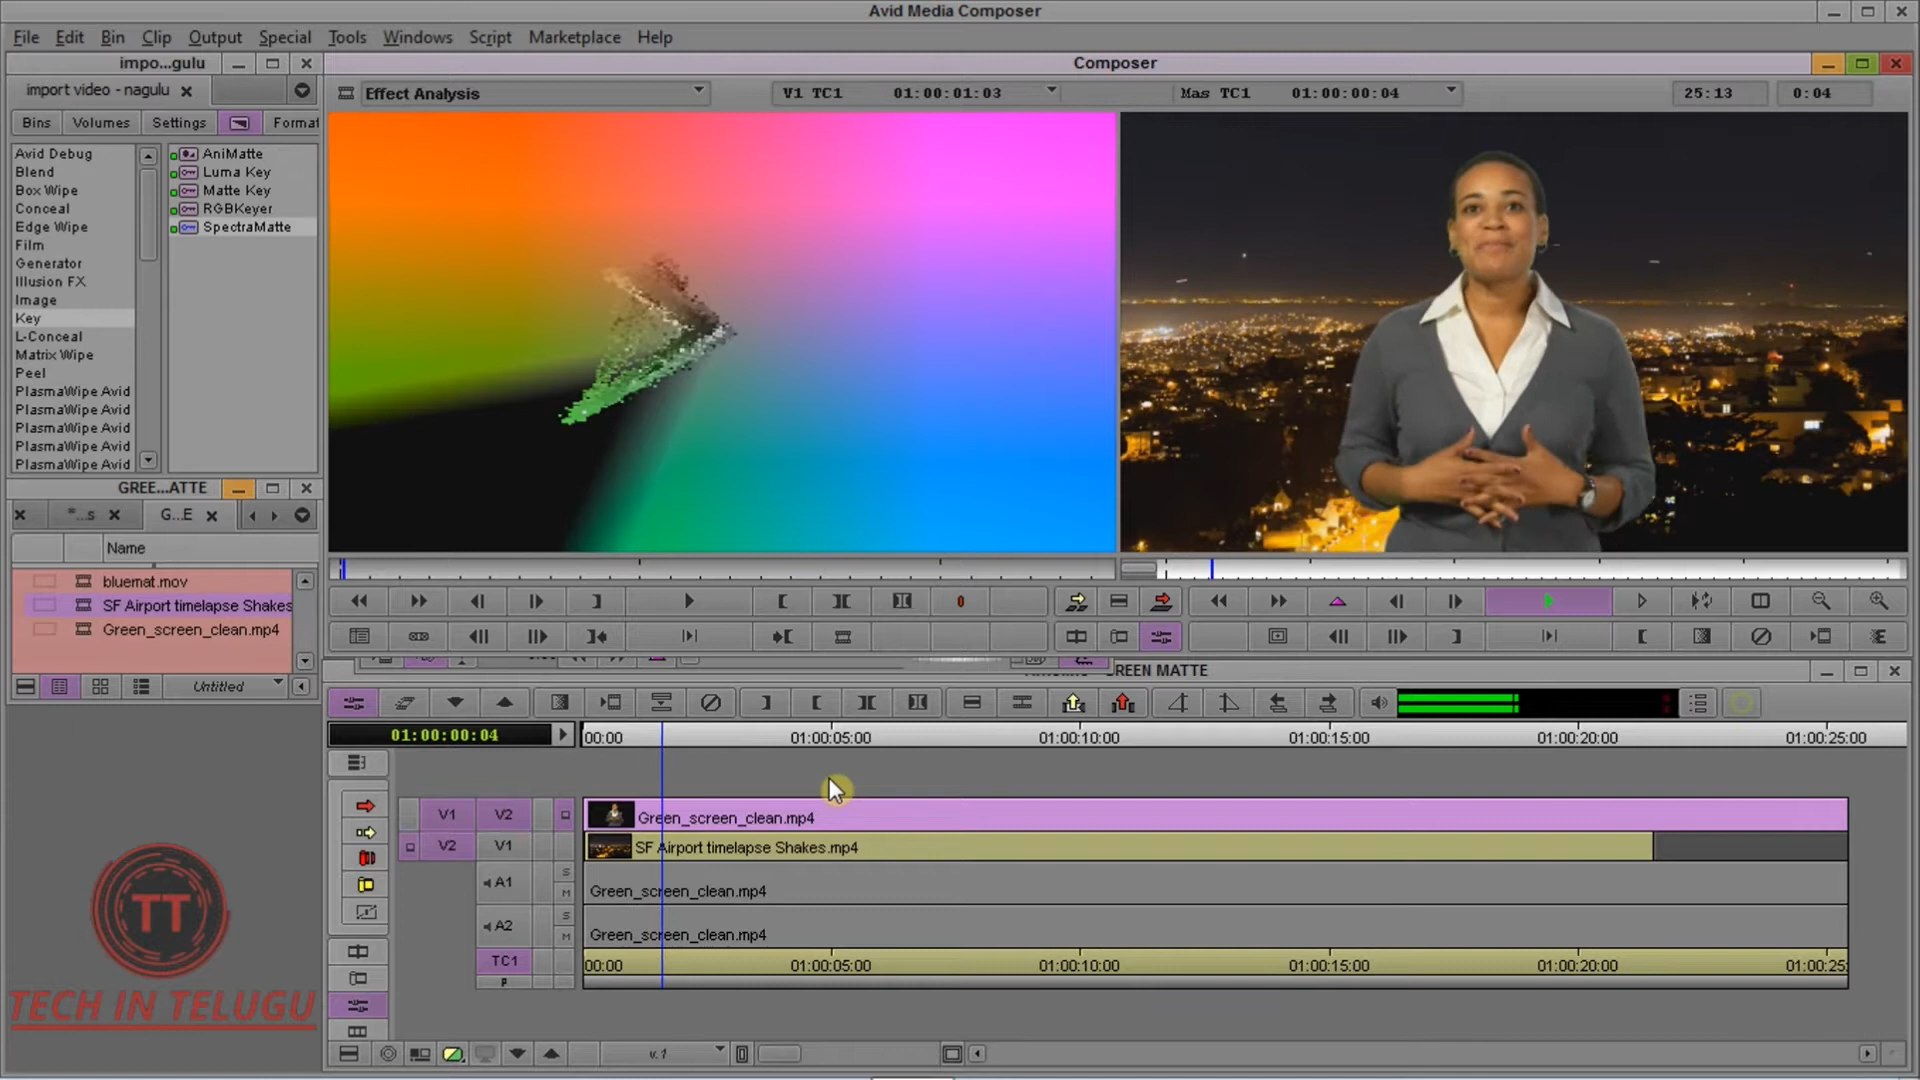 Avid Media Composer
File Edit Bin Clip Output Special Tools Windows Script Marketplace Help
impo...gulu
Composer
import video - nagulu
Effect Analysis
V1 TC1 01:00:01:03
Mas TC1 01:00:00:04
25:13
0:04
Bins Volumes Settings Format
Avid Debug
Blend
Box Wipe
Conceal
Edge Wipe
Film
Generator
Illusion FX
Image
Key
L-Conceal
Matrix Wipe
Peel
PlasmaWipe Avid
PlasmaWipe Avid
PlasmaWipe Avid
PlasmaWipe Avid
PlasmaWipe Avid
AniMatte
Luma Key
Matte Key
RGBKeyer
SpectraMatte
GREE...ATTE
*...s
G...E
Name
bluemat.mov
SF Airport timelapse Shakes
Green_screen_clean.mp4
Untitled
GREEN MATTE
01:00:00:04
00:00 01:00:05:00 01:00:10:00 01:00:15:00 01:00:20:00 01:00:25:00
V1 V2 Green_screen_clean.mp4
V2 V1 SF Airport timelapse Shakes.mp4
A1 S M Green_screen_clean.mp4
A2 S M Green_screen_clean.mp4
TC1 00:00 01:00:05:00 01:00:10:00 01:00:15:00 01:00:20:00 01:00:25:
P
v.1
TT
TECH IN TELUGU